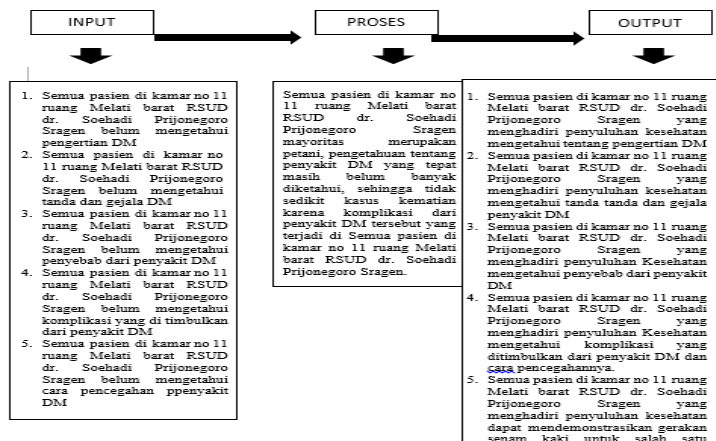 INPUT
PROSES
OUTPUT
1. Semua pasien di kamar no 11
ruang Melati barat RSUD
dr. Soehadi
Prijonegoro
Sragen belum mengetahui
pengertian DM
2. Semua pasien di kamar no
11 ruang Melati barat RSUD
dr. Soehadi Prijonegoro
Sragen belum mengetahui
tanda dan gejala DM
3. Semua pasien di kamar no 11
ruang Melati barat RSUD
dr. Soehadi Prijonegoro
Sragen belum mengetahui
penyebab dari penyakit DM
4. Semua pasien di kamar no 11
ruang Melati barat RSUD
dr. Soehadi Prijonegoro
Sragen belum mengetahui
komplikasi yang di timbulkan
dari penyakit DM
5. Semua pasien di kamar no 11
ruang Melati barat RSUD
dr. Soehadi Prijonegoro
Sragen belum mengetahui
cara pencegahan ppenyakit
DM
Semua pasien di kamar no
11 ruang Melati barat
RSUD dr. Soehadi
Prijonegoro Sragen
mayoritas merupakan
petani, pengetahuan tentang
penyakit DM yang tepat
masih belum banyak
diketahui, sehingga tidak
sedikit kasus kematian
karena komplikasi dari
penyakit DM tersebut yang
terjadi di Semua pasien di
kamar no 11 ruang Melati
barat RSUD dr. Soehadi
Prijonegoro Sragen.
1. Semua pasien di kamar no 11 ruang
Melati barat RSUD dr. Soehadi
Prijonegoro Sragen yang
menghadiri penyuluhan kesehatan
mengetahui tentang pengertian DM
2. Semua pasien di kamar no 11 ruang
Melati barat RSUD dr. Soehadi
Prijonegoro Sragen yang
menghadiri penyuluhan kesehatan
mengetahui tanda tanda dan gejala
penyakit DM
3. Semua pasien di kamar no 11 ruang
Melati barat RSUD dr. Soehadi
Prijonegoro Sragen yang
menghadiri penyuluhan Kesehatan
mengetahui penyebab dari penyakit
DM
4. Semua pasien di kamar no 11 ruang
Melati barat RSUD dr. Soehadi
Prijonegoro Sragen yang
menghadiri penyuluhan Kesehatan
mengetahui komplikasi yang
ditimbulkan dari penyakit DM dan
cara pencegahannya.
5. Semua pasien di kamar no 11 ruang
Melati barat RSUD dr. Soehadi
Prijonegoro Sragen yang
menghadiri penyuluhan kesehatan
dapat mendemonstrasikan gerakan
senam kaki untuk salah satu